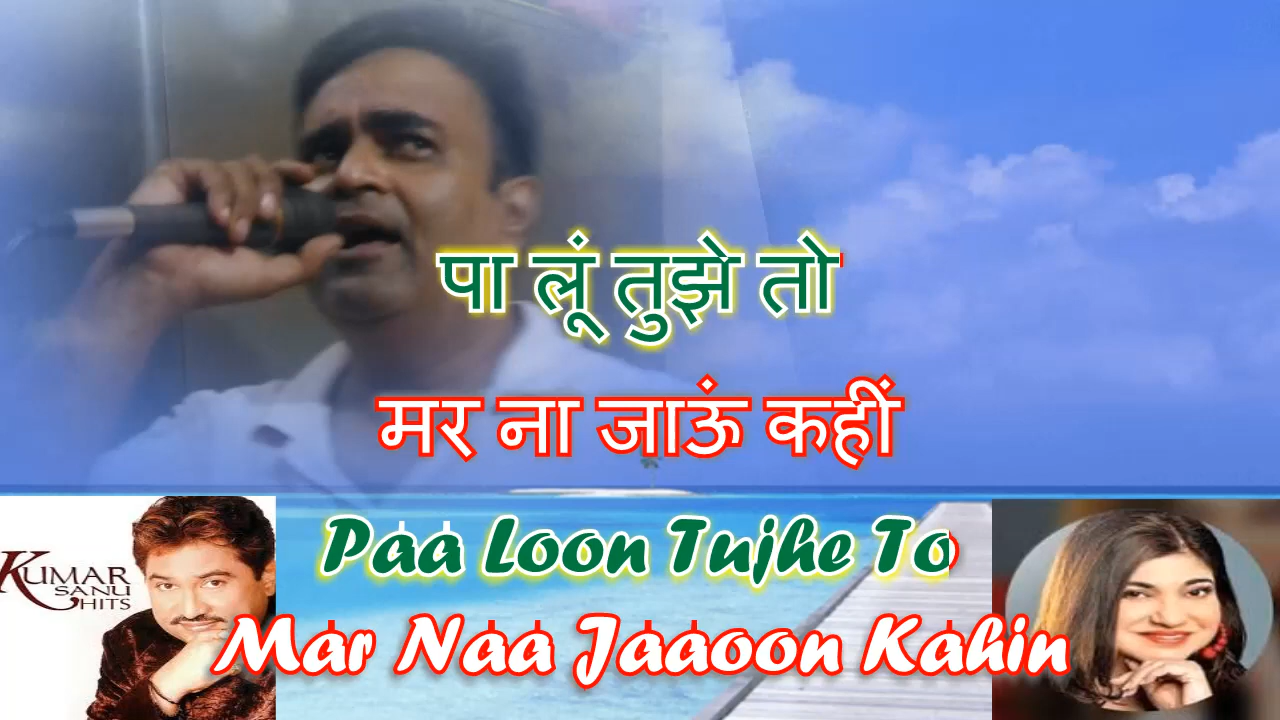 पा लूं तुझे तो
मर ना जाऊं कहीं
Paa Loon Tujhe To
KUMAR
SANU
HITS
Mar Naa Jaaoon Kahin